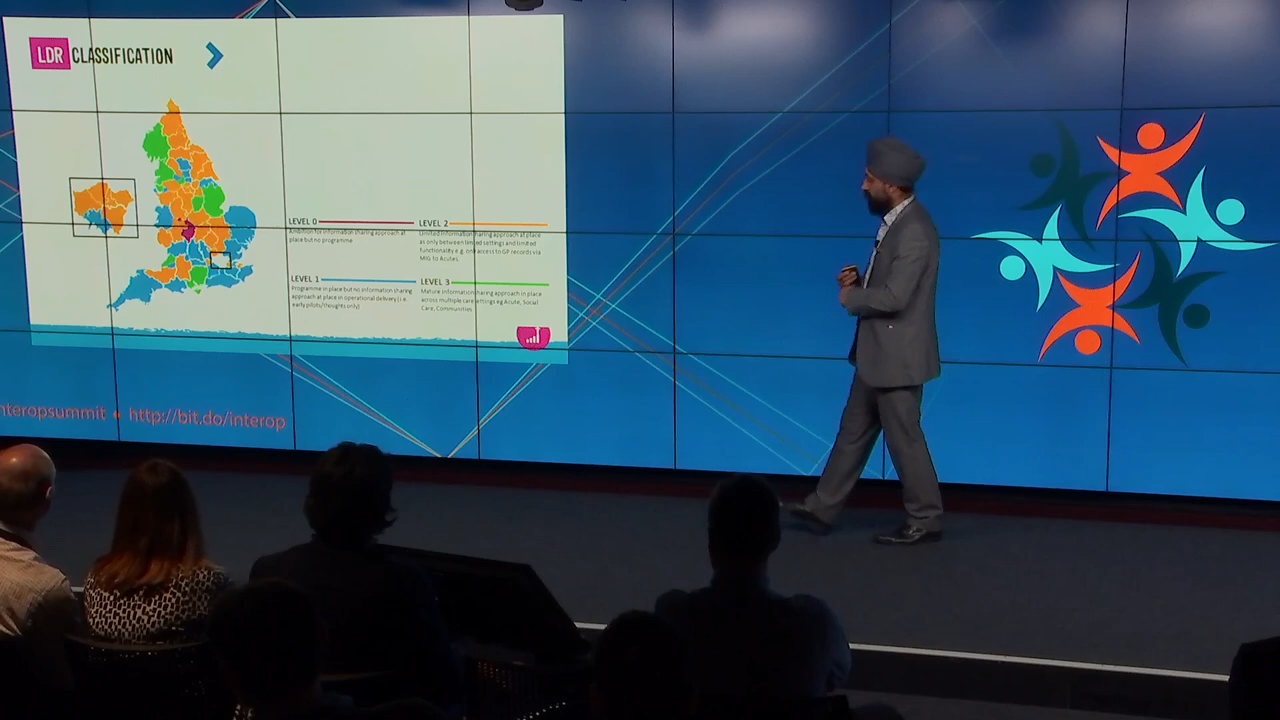 LDR CLASSIFICATION
LEVEL 0
Ambition for information sharing approach at
place but no programme
LEVEL 2
Limited information sharing approach at place
as only between limited settings and limited
functionality e.g. one access to GP records via
MIG to Acutes.
LEVEL 1
Programme in place but no information sharing
approach at place in operational delivery (i.e.
early pilots/thoughts only)
LEVEL 3
Mature information sharing approach in place
across multiple care settings eg Acute, Social
Care, Communities
nteropsummit • http://bit.do/interop